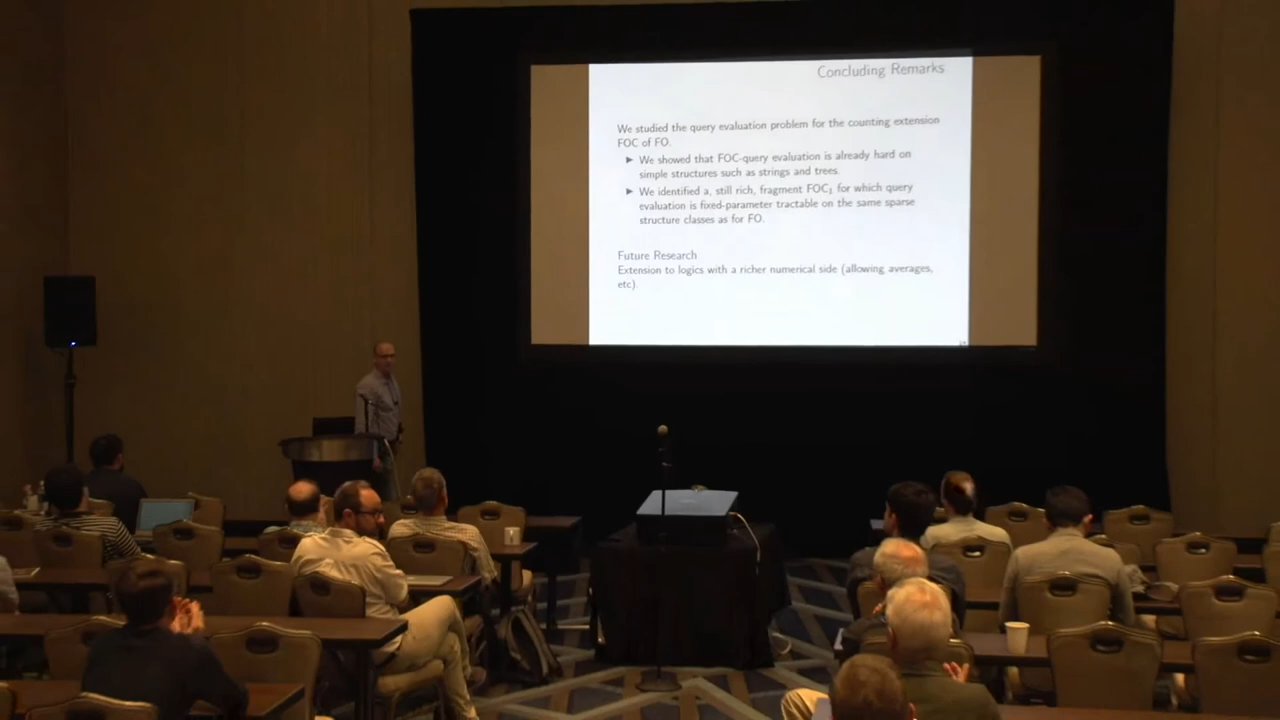 Concluding Remarks
We studied the query evaluation problem for the counting extension
FOC of FO.
▶ We showed that FOC-query evaluation is already hard on
simple structures such as strings and trees.
▶ We identified a, still rich, fragment FOC₁ for which query
evaluation is fixed-parameter tractable on the same sparse
structure classes as for FO.
Future Research
Extension to logics with a richer numerical side (allowing averages,
etc).